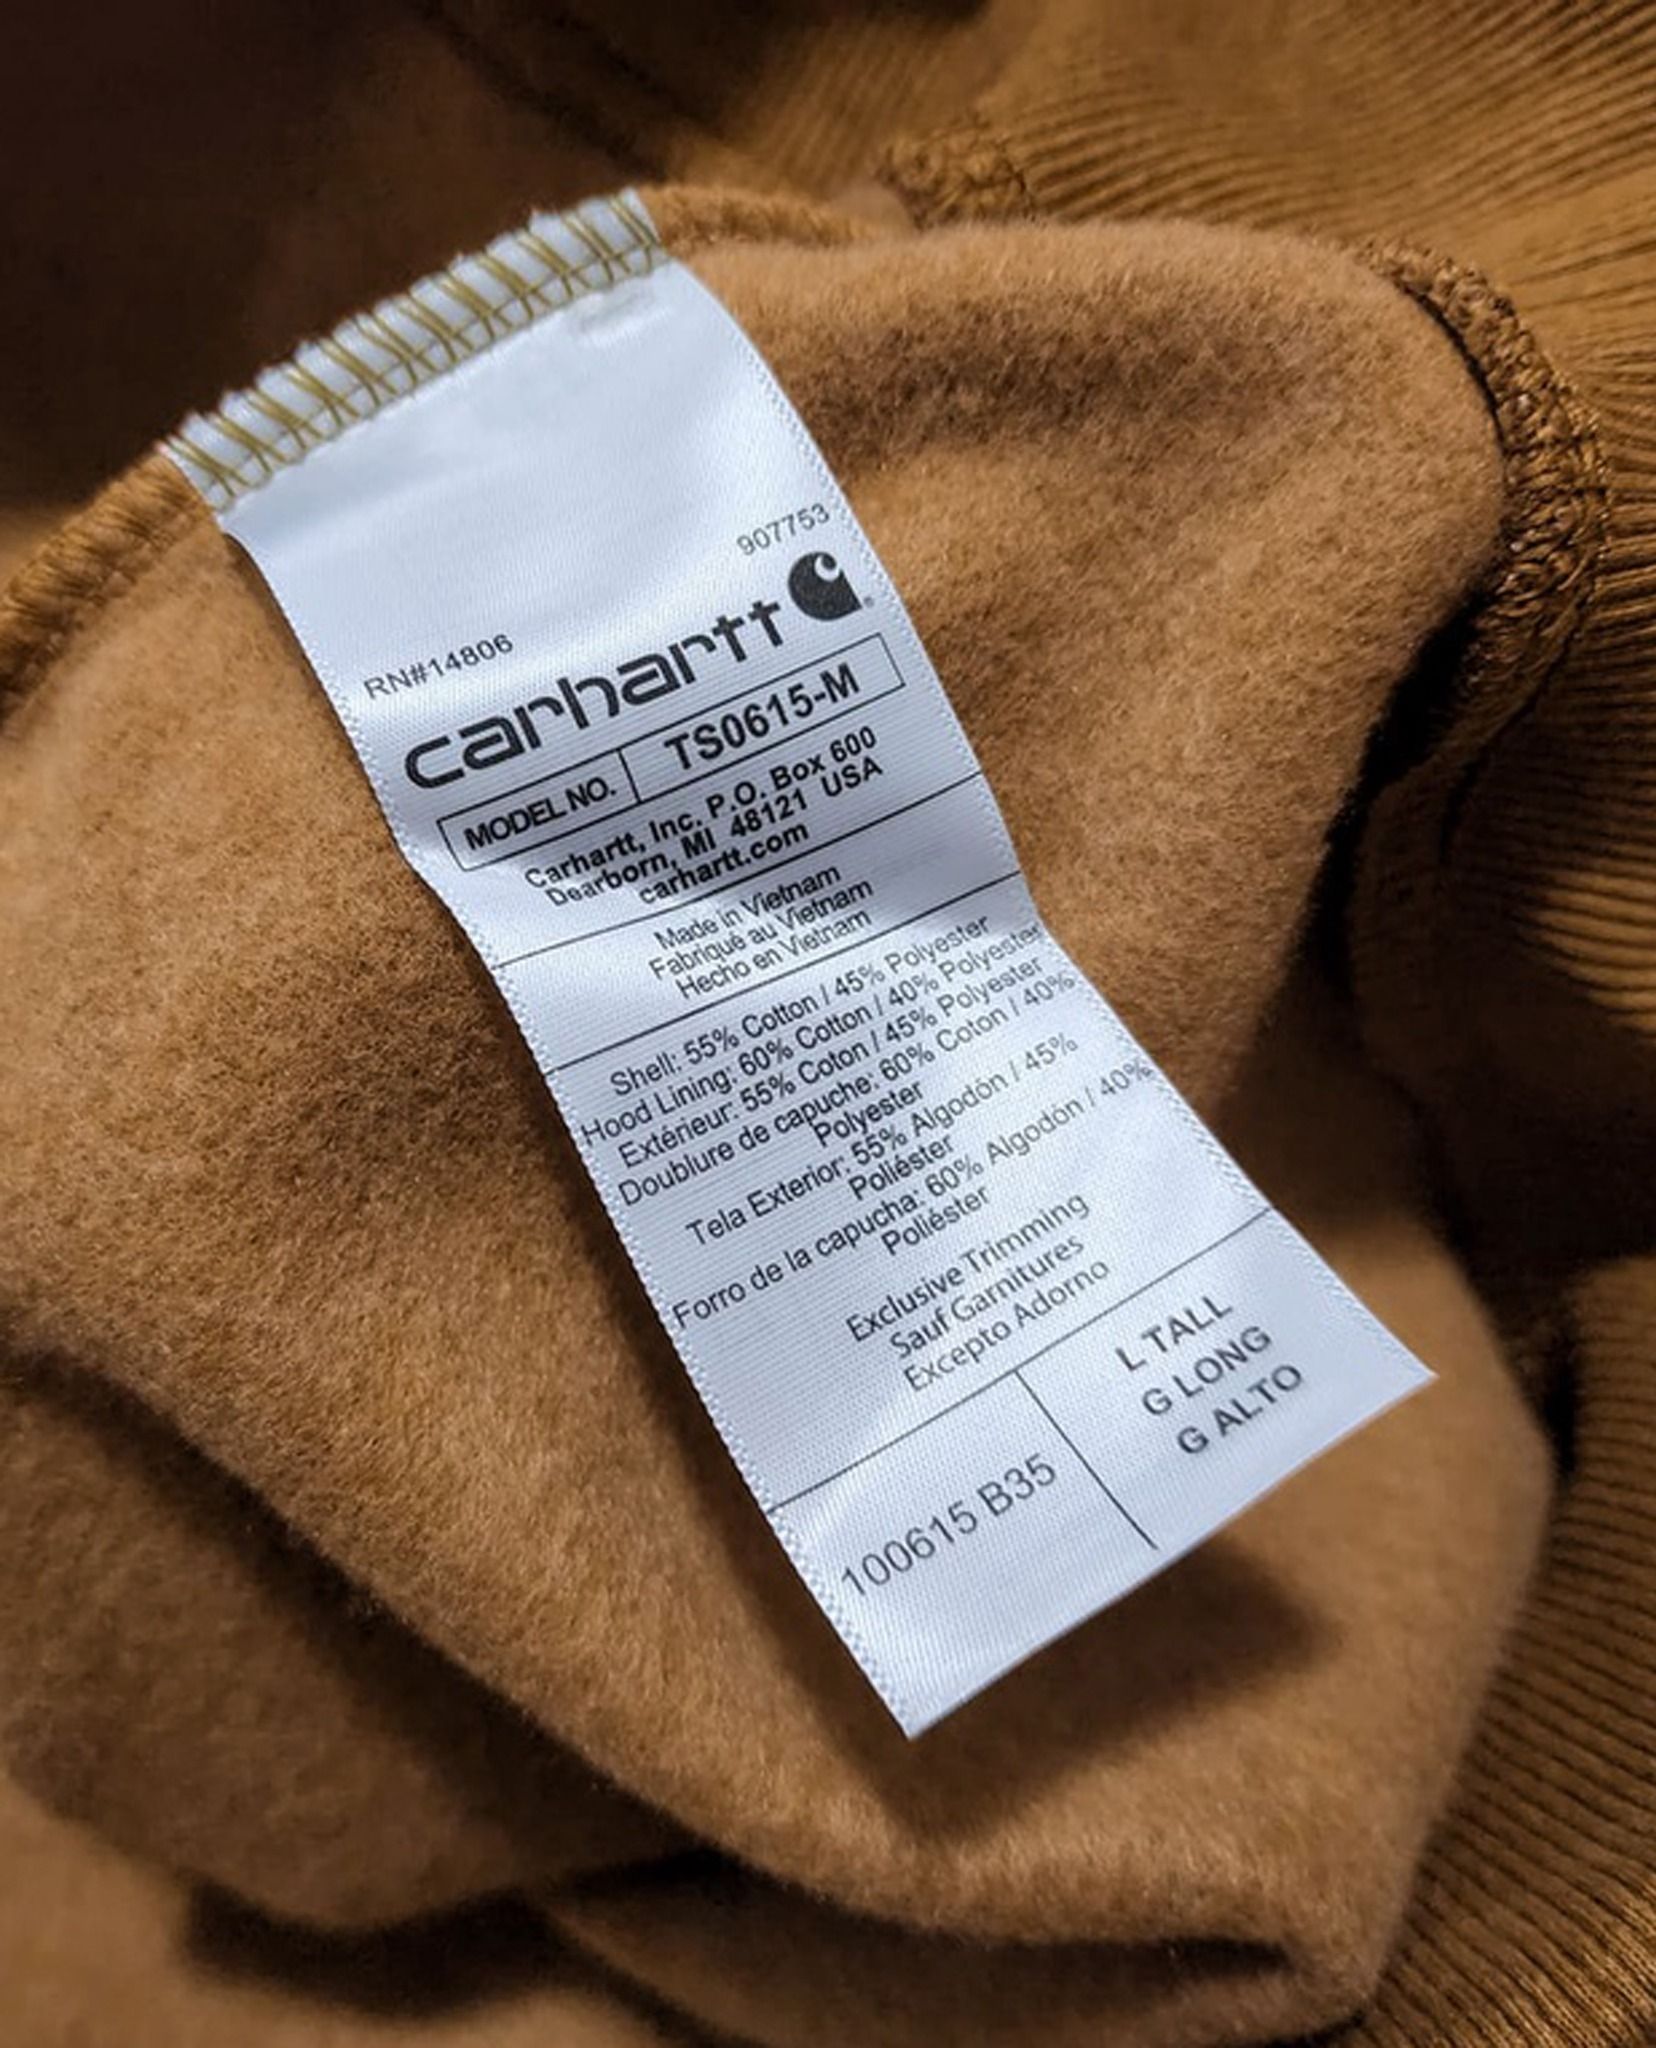 907753
RN#14806
carhartt
MODEL NO. TS0615-M
Carhartt, Inc. P.O. Box 600
Dearborn, MI 48121 USA
carhartt.com
Made in Vietnam
Fabriqué au Vietnam
Hecho en Vietnam
Shell: 55% Cotton / 45% Polyester
Hood Lining: 60% Cotton / 40% Polyester
Extérieur: 55% Coton / 45% Polyester
Doublure de capuche: 60% Coton / 40%
Polyester
Tela Exterior: 55% Algodón / 45%
Poliéster
Forro de la capucha: 60% Algodón / 40%
Poliéster
Exclusive Trimming
Sauf Garnitures
Excepto Adorno
L TALL
G LONG
G ALTO
100615 B35